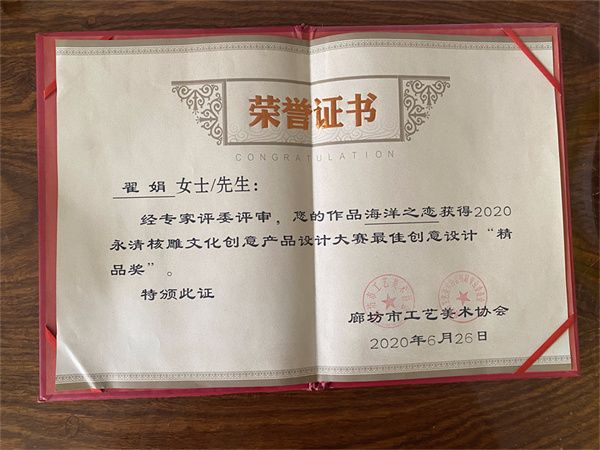 荣誉证书
CONGRATULATION
翟 娟 女士/先生：
经专家评委评审，您的作品海洋之恋获得2020
永清核雕文化创意产品设计大赛最佳创意设计“精
品奖”。
特颁此证
廊坊市工艺美术协会
2020年6月26日